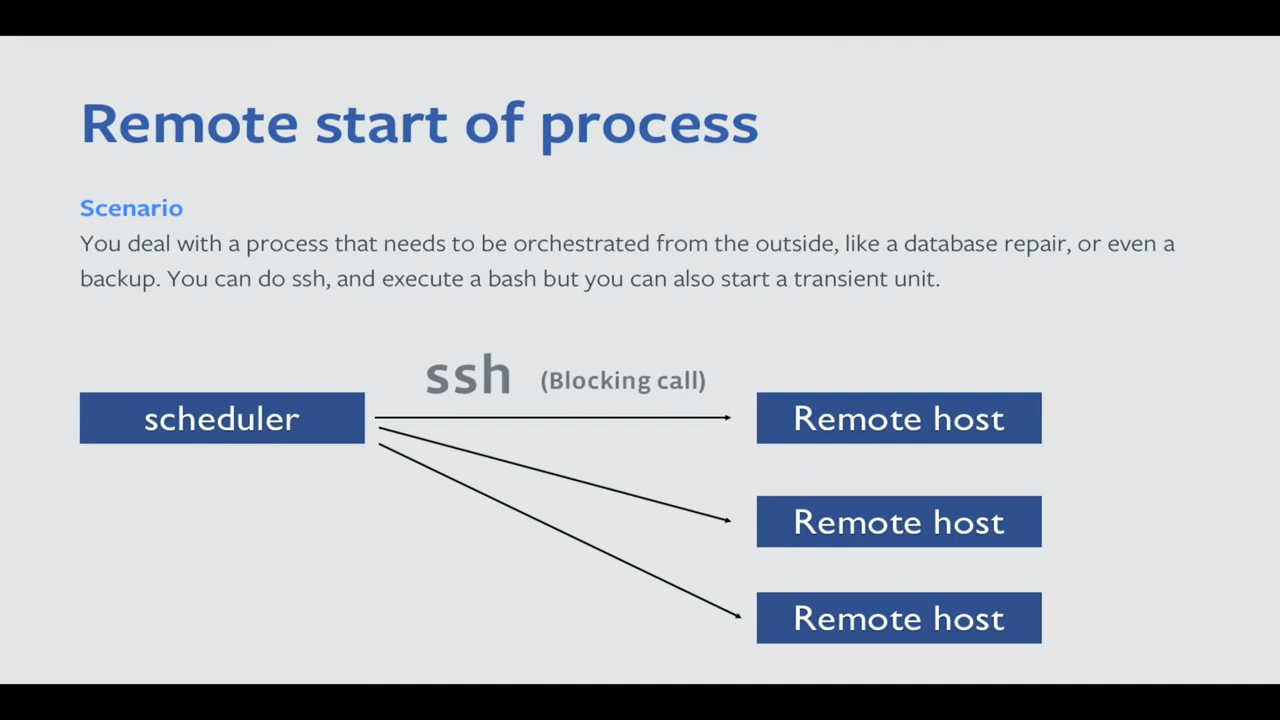 Remote start of process
Scenario
You deal with a process that needs to be orchestrated from the outside, like a database repair, or even a
backup. You can do ssh, and execute a bash but you can also start a transient unit.
ssh (Blocking call)
scheduler
Remote host
Remote host
Remote host